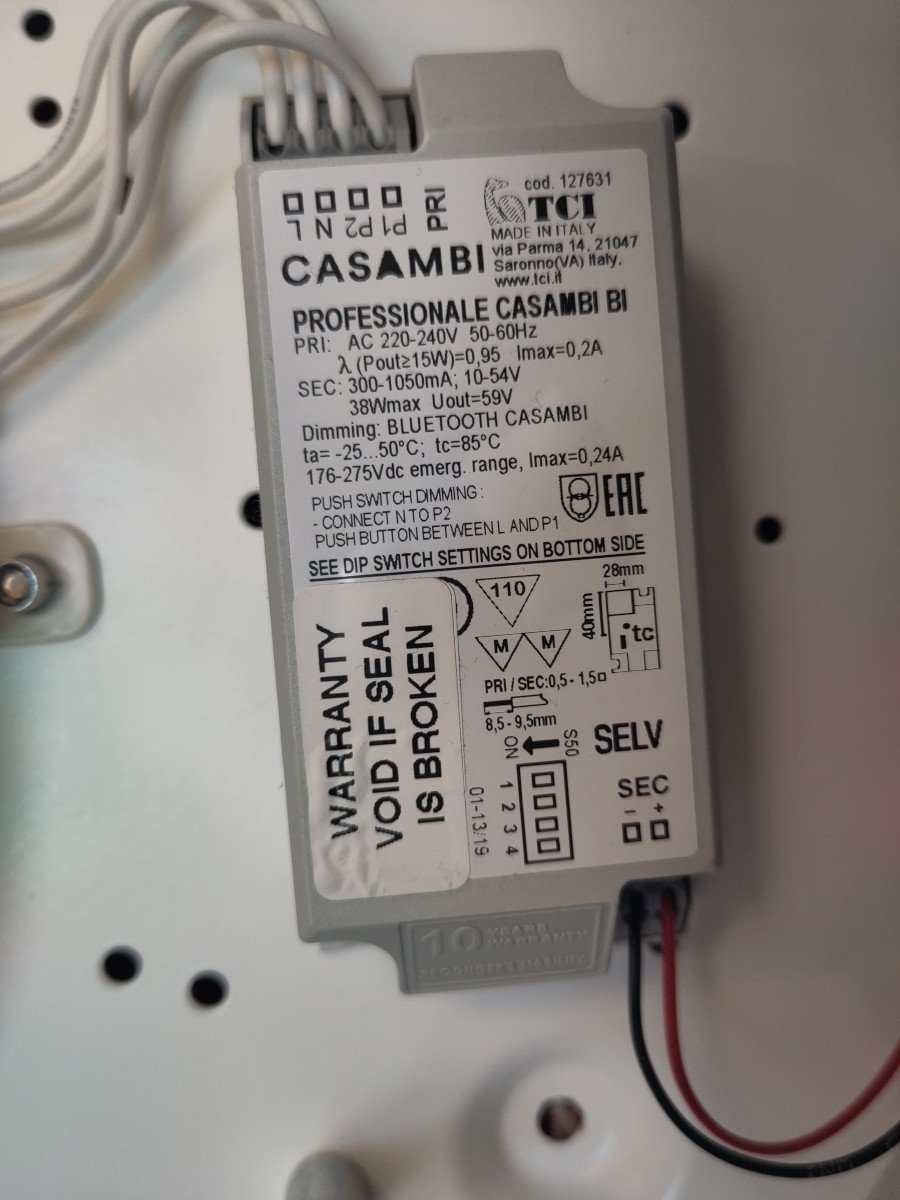 L N P2 P1 PRI
cod. 127631
TCI
MADE IN ITALY
via Parma 14, 21047
Saronno(VA) Italy.
www.tci.it
CASAMBI
PROFESSIONALE CASAMBI BI
PRI: AC 220-240V 50-60Hz
λ (Pout≥15W)=0,95 Imax=0,2A
SEC: 300-1050mA; 10-54V
38Wmax Uout=59V
Dimming: BLUETOOTH CASAMBI
ta= -25...50°C; tc=85°C
176-275Vdc emerg. range, Imax=0,24A
PUSH SWITCH DIMMING :
- CONNECT N TO P2
PUSH BUTTON BETWEEN L AND P1
EAC
SEE DIP SWITCH SETTINGS ON BOTTOM SIDE
WARRANTY
VOID IF SEAL
IS BROKEN
110
M M
28mm
40mm
tc
PRI / SEC:0,5 - 1,5
8,5 - 9,5mm
ON
S50
1 2 3 4
01-13/19
SELV
SEC
- +
10 YEARS
WARRANTY